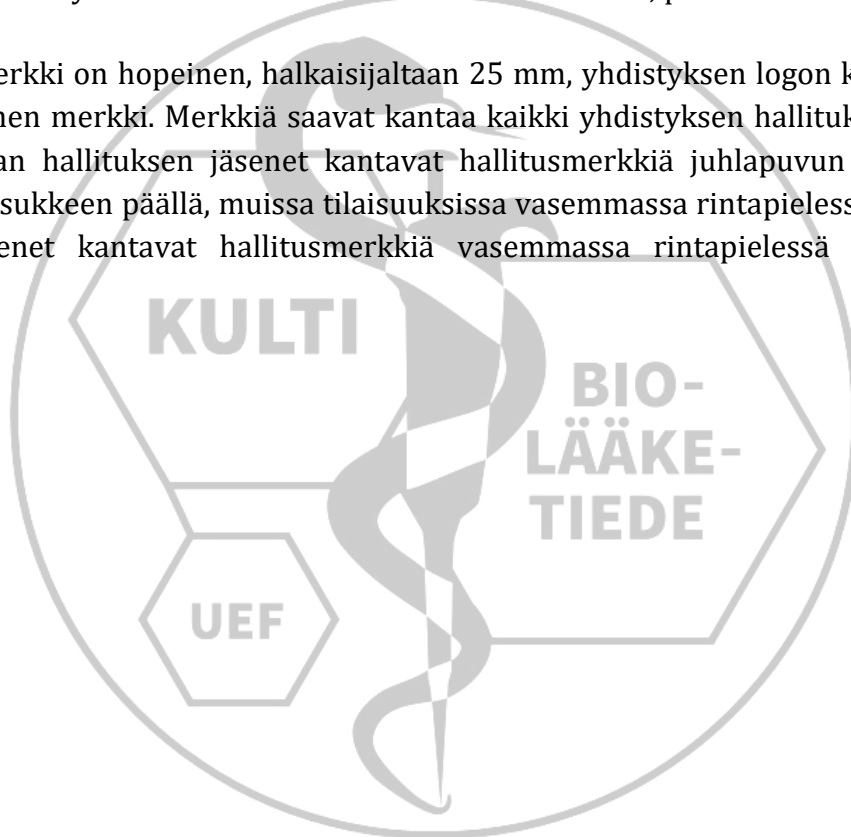 erkki on hopeinen, halkaisijaltaan 25 mm, yhdistyksen logon k
nen merkki. Merkkiä saavat kantaa kaikki yhdistyksen hallituk
an hallituksen jäsenet kantavat hallitusmerkkiä juhlapuvun
sukkeen päällä, muissa tilaisuuksissa vasemmassa rintapieless
enet kantavat hallitusmerkkiä vasemmassa rintapielessä
KULTI
BIO-
LÄÄKE-
TIEDE
UEF